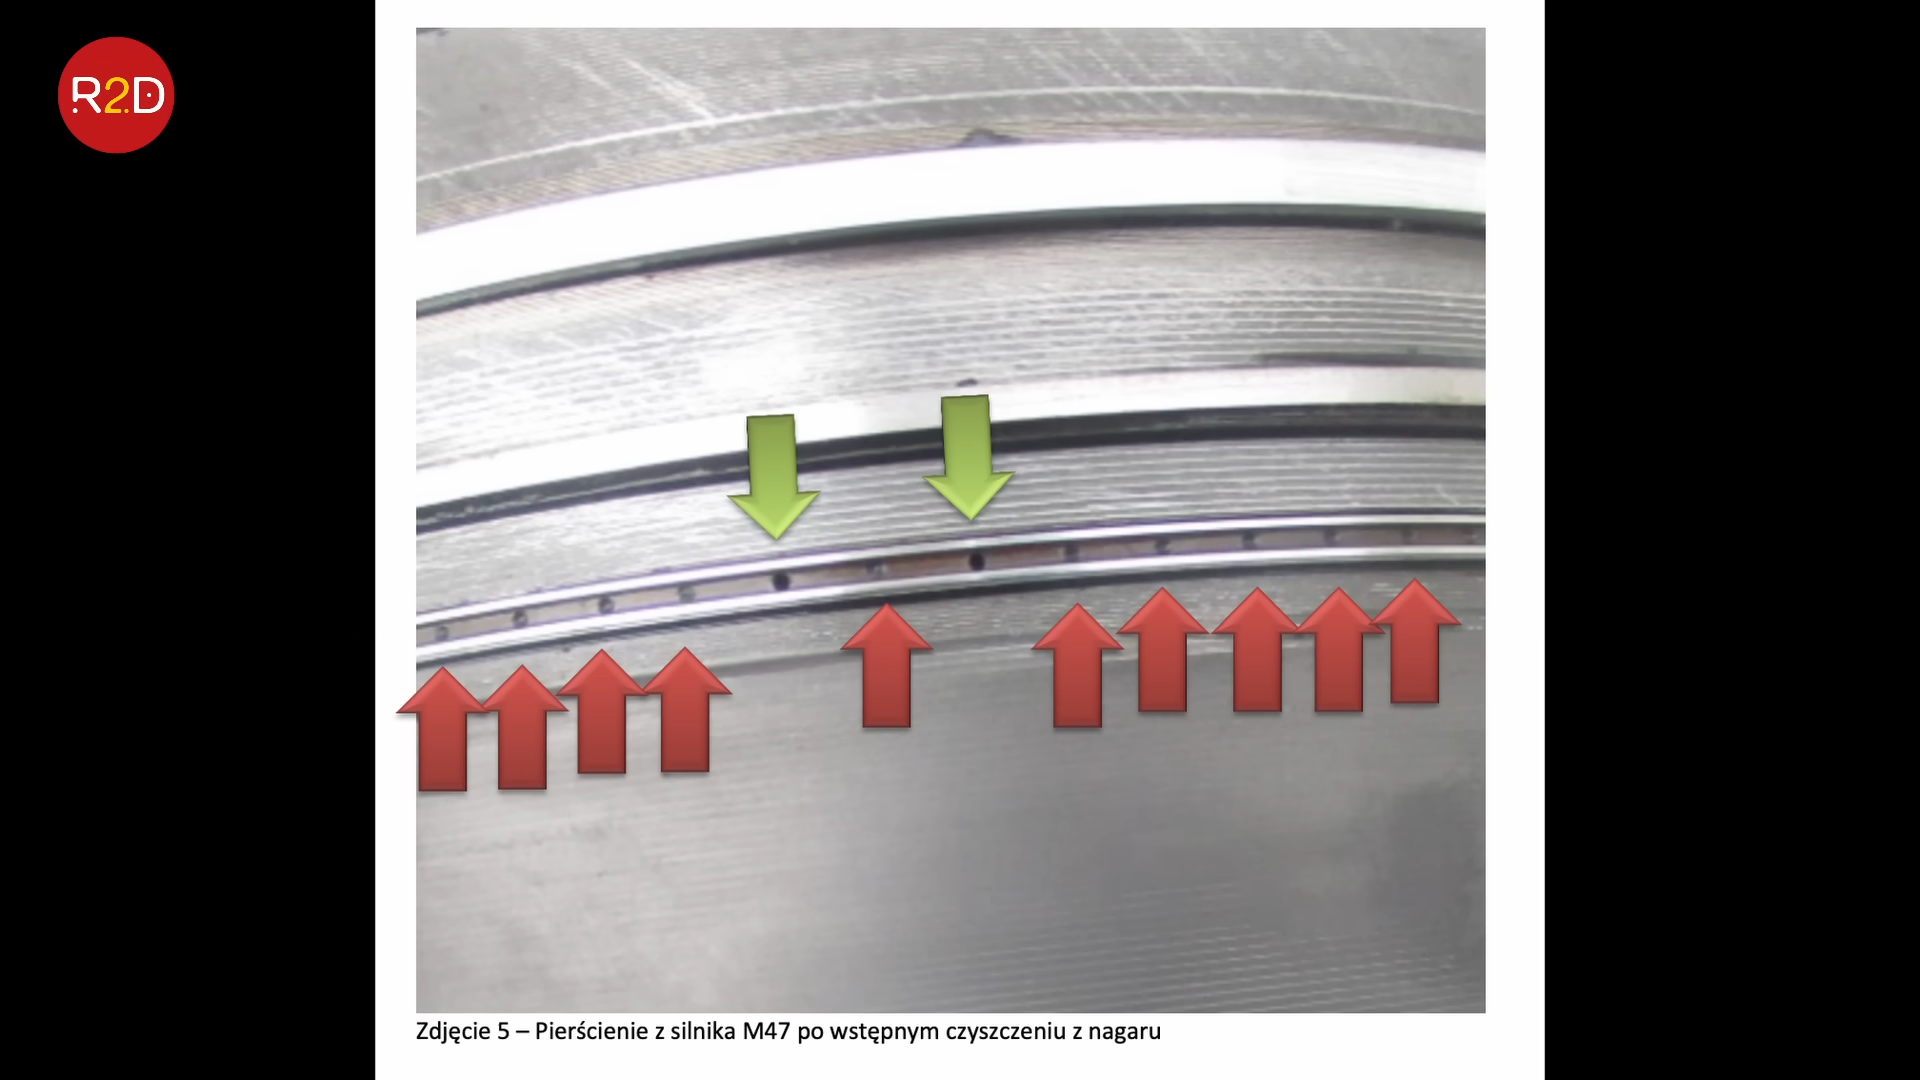 R2D
Zdjęcie 5 – Pierścienie z silnika M47 po wstępnym czyszczeniu z nagaru